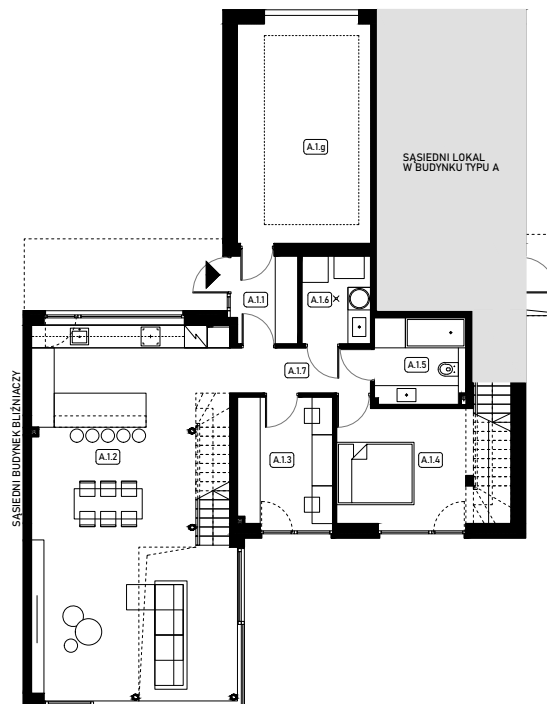 A.1.g
SĄSIEDNI LOKAL
W BUDYNKU TYPU A
A.1.1
A.1.6
A.1.5
A.1.7
SĄSIEDNI BUDYNEK BLIŹNIACZY
A.1.2
A.1.3
A.1.4